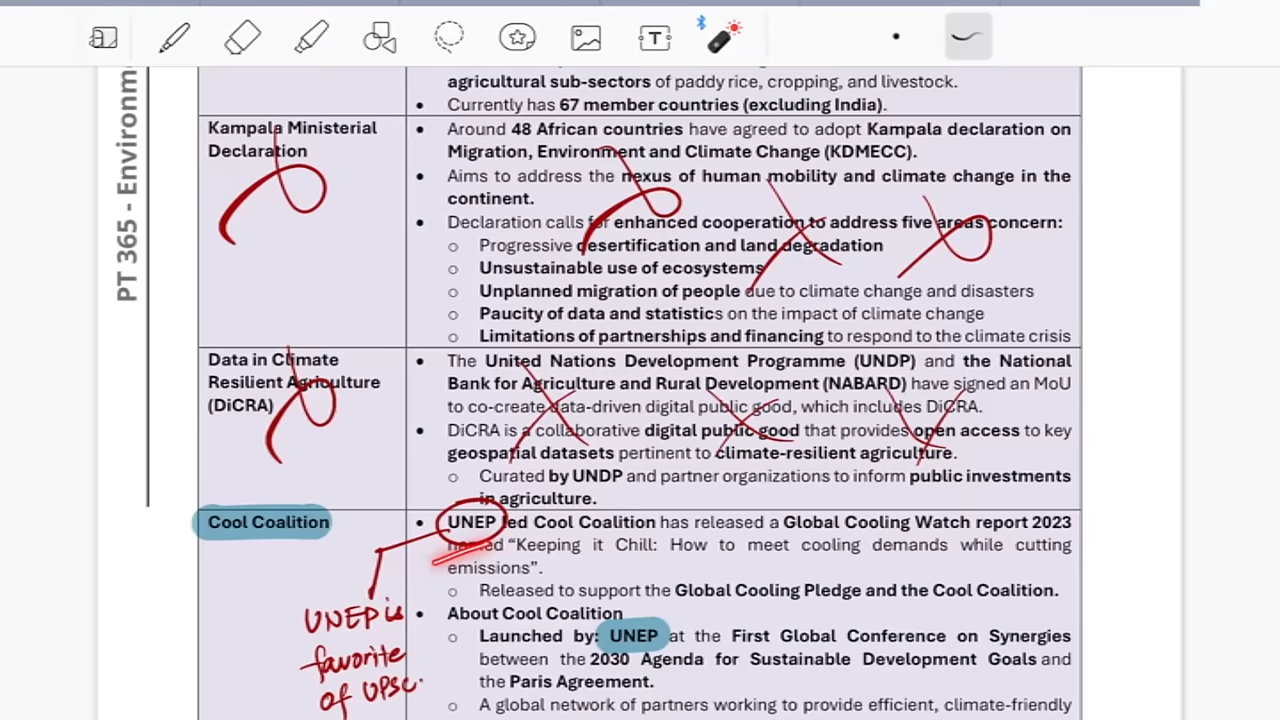 PT 365 - Environm
agricultural sub-sectors of paddy rice, cropping, and livestock.
• Currently has 67 member countries (excluding India).
Kampala Ministerial
Declaration
• Around 48 African countries have agreed to adopt Kampala declaration on
Migration, Environment and Climate Change (KDMECC).
• Aims to address the nexus of human mobility and climate change in the
continent.
• Declaration calls for enhanced cooperation to address five areas concern:
o Progressive desertification and land degradation
o Unsustainable use of ecosystems
o Unplanned migration of people due to climate change and disasters
o Paucity of data and statistics on the impact of climate change
o Limitations of partnerships and financing to respond to the climate crisis
Data in Climate
Resilient Agriculture
(DiCRA)
• The United Nations Development Programme (UNDP) and the National
Bank for Agriculture and Rural Development (NABARD) have signed an MoU
to co-create data-driven digital public good, which includes DiCRA.
• DiCRA is a collaborative digital public good that provides open access to key
geospatial datasets pertinent to climate-resilient agriculture.
o Curated by UNDP and partner organizations to inform public investments
in agriculture.
Cool Coalition
• UNEP led Cool Coalition has released a Global Cooling Watch report 2023
named “Keeping it Chill: How to meet cooling demands while cutting
emissions”.
o Released to support the Global Cooling Pledge and the Cool Coalition.
• About Cool Coalition
o Launched by: UNEP at the First Global Conference on Synergies
between the 2030 Agenda for Sustainable Development Goals and
the Paris Agreement.
o A global network of partners working to provide efficient, climate-friendly
UNEP is
favorite
of UPSC.